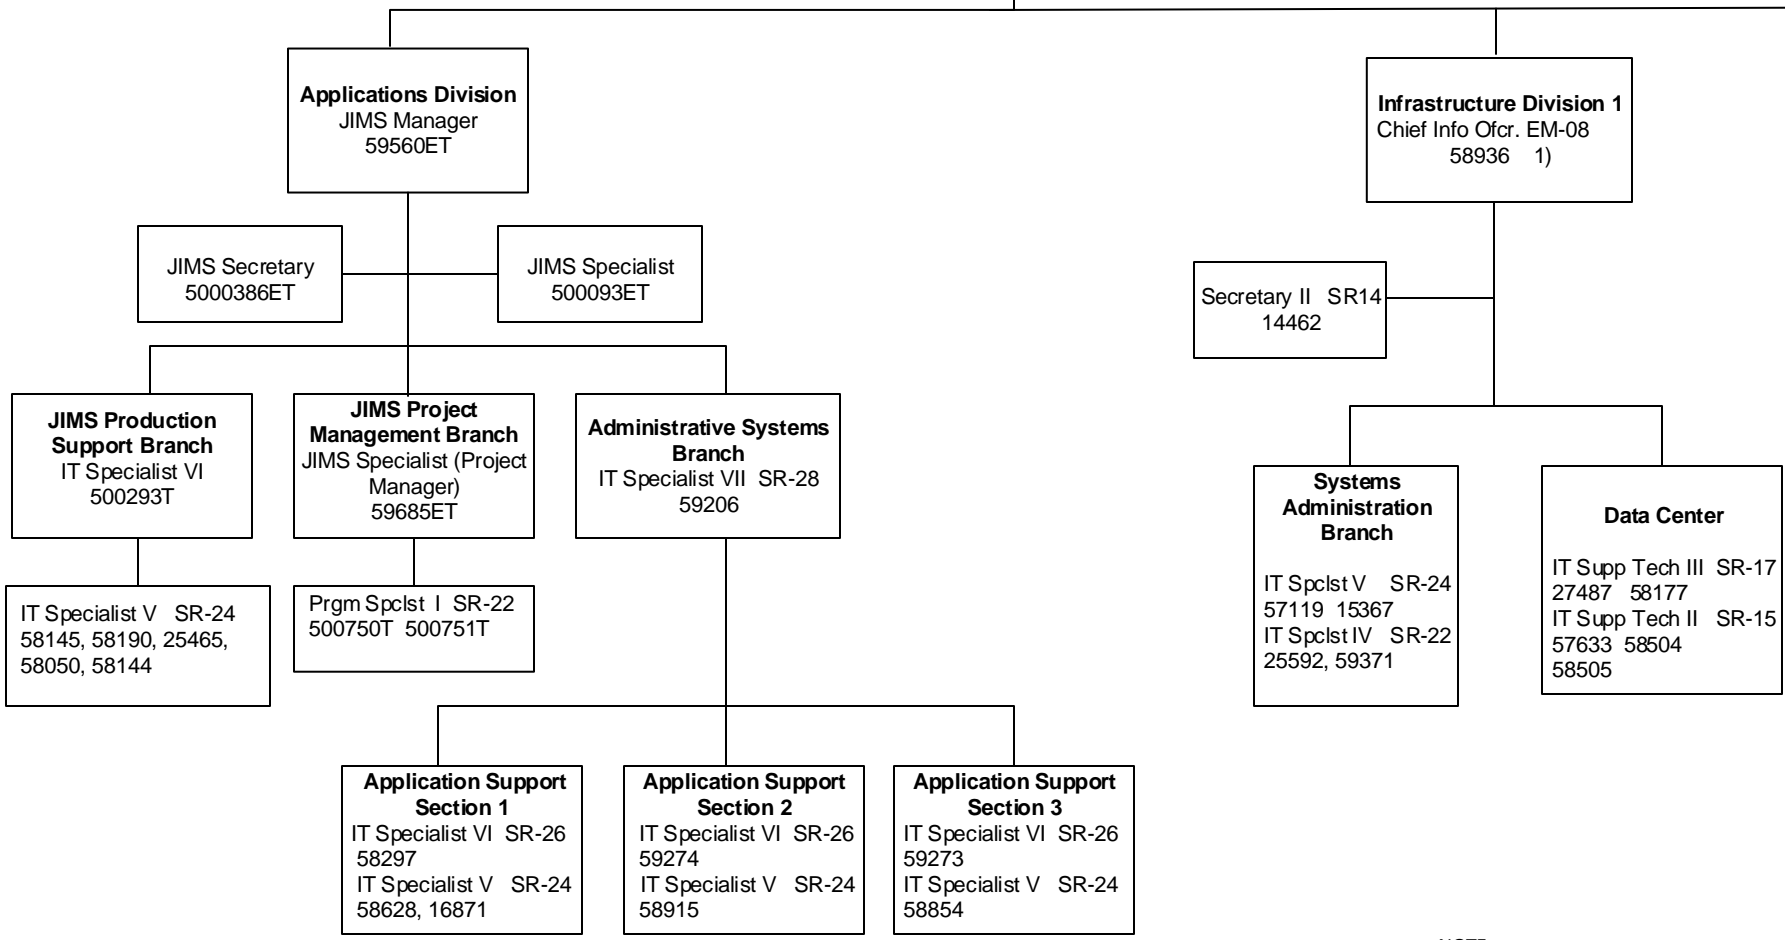 Applications Division
JIMS Manager
59560ET
Infrastructure Division 1
Chief Info Ofcr. EM-08
58936 1)
JIMS Secretary
5000386ET
JIMS Specialist
500093ET
Secretary II SR14
14462
JIMS Production
Support Branch
IT Specialist VI
500293T
JIMS Project
Management Branch
JIMS Specialist (Project
Manager)
59685ET
Administrative Systems
Branch
IT Specialist VII SR-28
59206
Systems
Administration
Branch
IT Spclst V SR-24
57119 15367
IT Spclst IV SR-22
25592, 59371
Data Center
IT Supp Tech III SR-17
27487 58177
IT Supp Tech II SR-15
57633 58504
58505
IT Specialist V SR-24
58145, 58190, 25465,
58050, 58144
Prgm Spclst I SR-22
500750T 500751T
Application Support
Section 1
IT Specialist VI SR-26
58297
IT Specialist V SR-24
58628, 16871
Application Support
Section 2
IT Specialist VI SR-26
59274
IT Specialist V SR-24
58915
Application Support
Section 3
IT Specialist VI SR-26
59273
IT Specialist V SR-24
58854